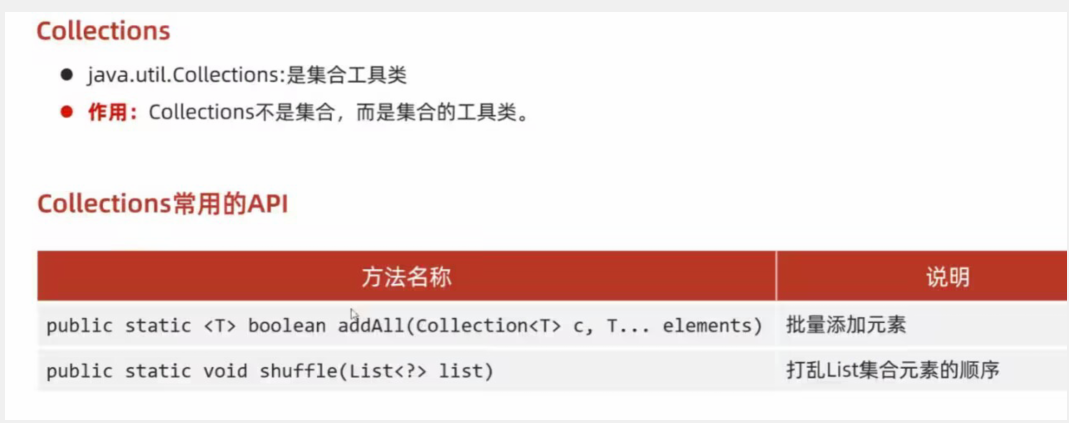 Collections
java.util.Collections:是集合工具类
作用：Collections不是集合，而是集合的工具类。
Collections常用的API
方法名称 说明
public static <T> boolean addAll(Collection<T> c, T... elements) 批量添加元素
public static void shuffle(List<?> list) 打乱List集合元素的顺序